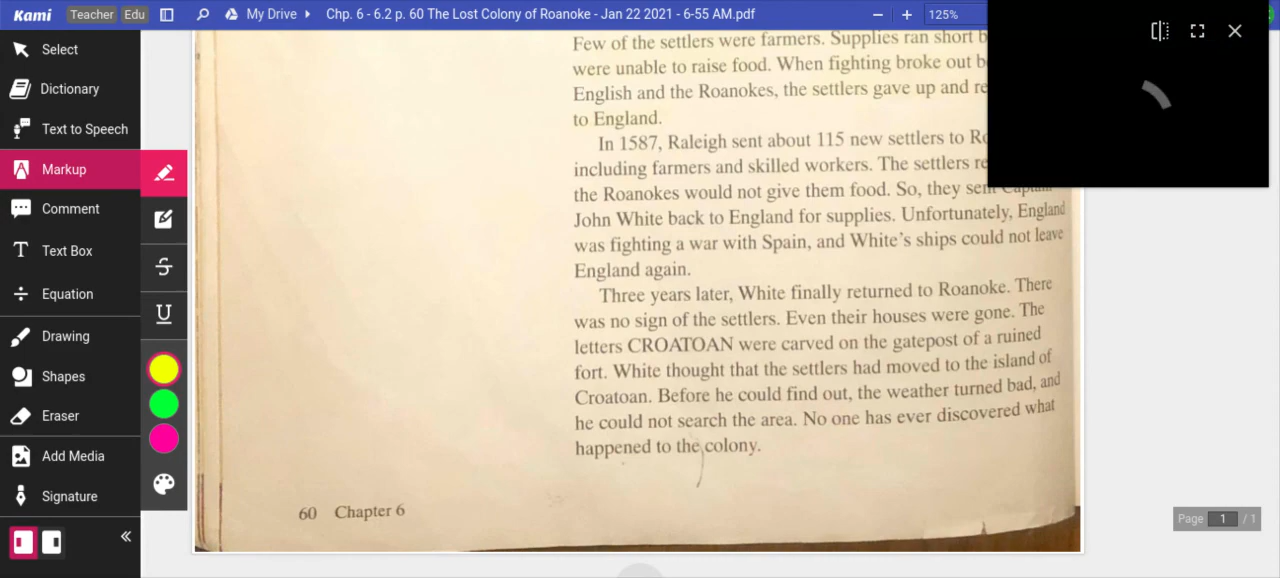 Kami Teacher Edu My Drive Chp. 6 - 6.2 p. 60 The Lost Colony of Roanoke - Jan 22 2021 - 6-55 AM.pdf 125%
Select
Dictionary
Text to Speech
Markup
Comment
Text Box
Equation
Drawing
Shapes
Eraser
Add Media
Signature
Few of the settlers were farmers. Supplies ran short
were unable to raise food. When fighting broke out
English and the Roanokes, the settlers gave up and
to England.
In 1587, Raleigh sent about 115 new settlers to
including farmers and skilled workers. The settlers
the Roanokes would not give them food. So, they sent Captain
John White back to England for supplies. Unfortunately, England
was fighting a war with Spain, and White's ships could not leave
England again.
Three years later, White finally returned to Roanoke. There
was no sign of the settlers. Even their houses were gone. The
letters CROATOAN were carved on the gatepost of a ruined
fort. White thought that the settlers had moved to the island of
Croatoan. Before he could find out, the weather turned bad, and
he could not search the area. No one has ever discovered what
happened to the colony.
60 Chapter 6
Page 1 / 1